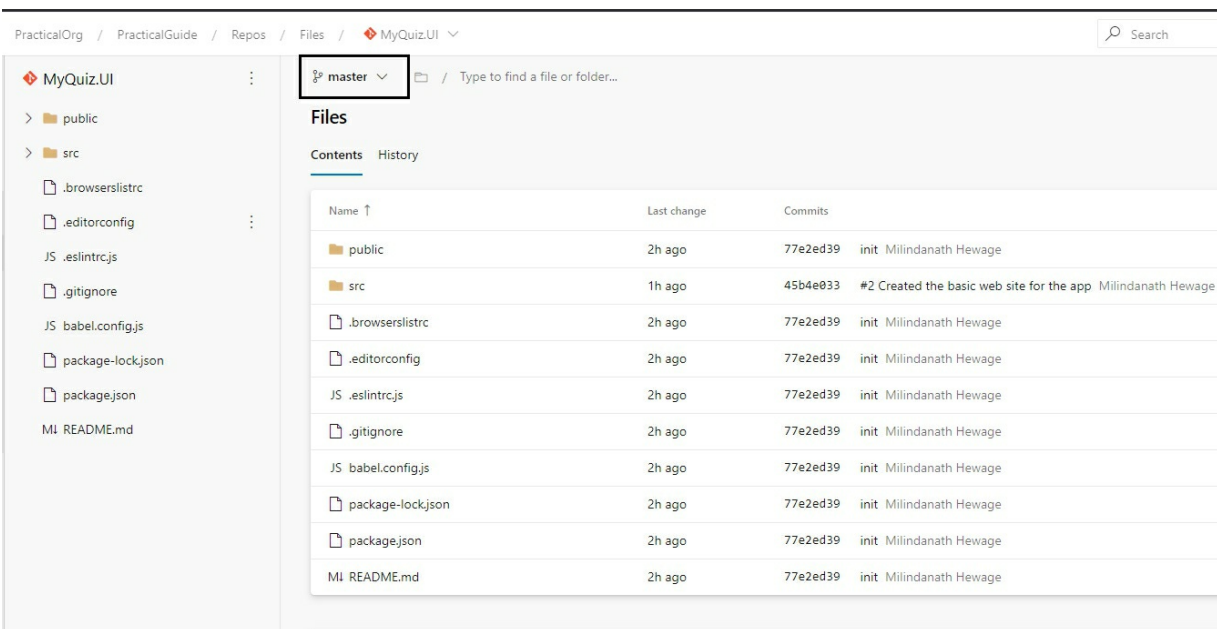 PracticalOrg / PracticalGuide / Repos / Files / MyQuiz.UI
Search
MyQuiz.UI
public
src
.browserslistrc
.editorconfig
JS .eslintrc.js
.gitignore
JS babel.config.js
package-lock.json
package.json
M↓ README.md
master / Type to find a file or folder...
Files
Contents History
Name ↑ Last change Commits
public 2h ago 77e2ed39 init Milindanath Hewage
src 1h ago 45b4e033 #2 Created the basic web site for the app Milindanath Hewage
.browserslistrc 2h ago 77e2ed39 init Milindanath Hewage
.editorconfig 2h ago 77e2ed39 init Milindanath Hewage
JS .eslintrc.js 2h ago 77e2ed39 init Milindanath Hewage
.gitignore 2h ago 77e2ed39 init Milindanath Hewage
JS babel.config.js 2h ago 77e2ed39 init Milindanath Hewage
package-lock.json 2h ago 77e2ed39 init Milindanath Hewage
package.json 2h ago 77e2ed39 init Milindanath Hewage
M↓ README.md 2h ago 77e2ed39 init Milindanath Hewage